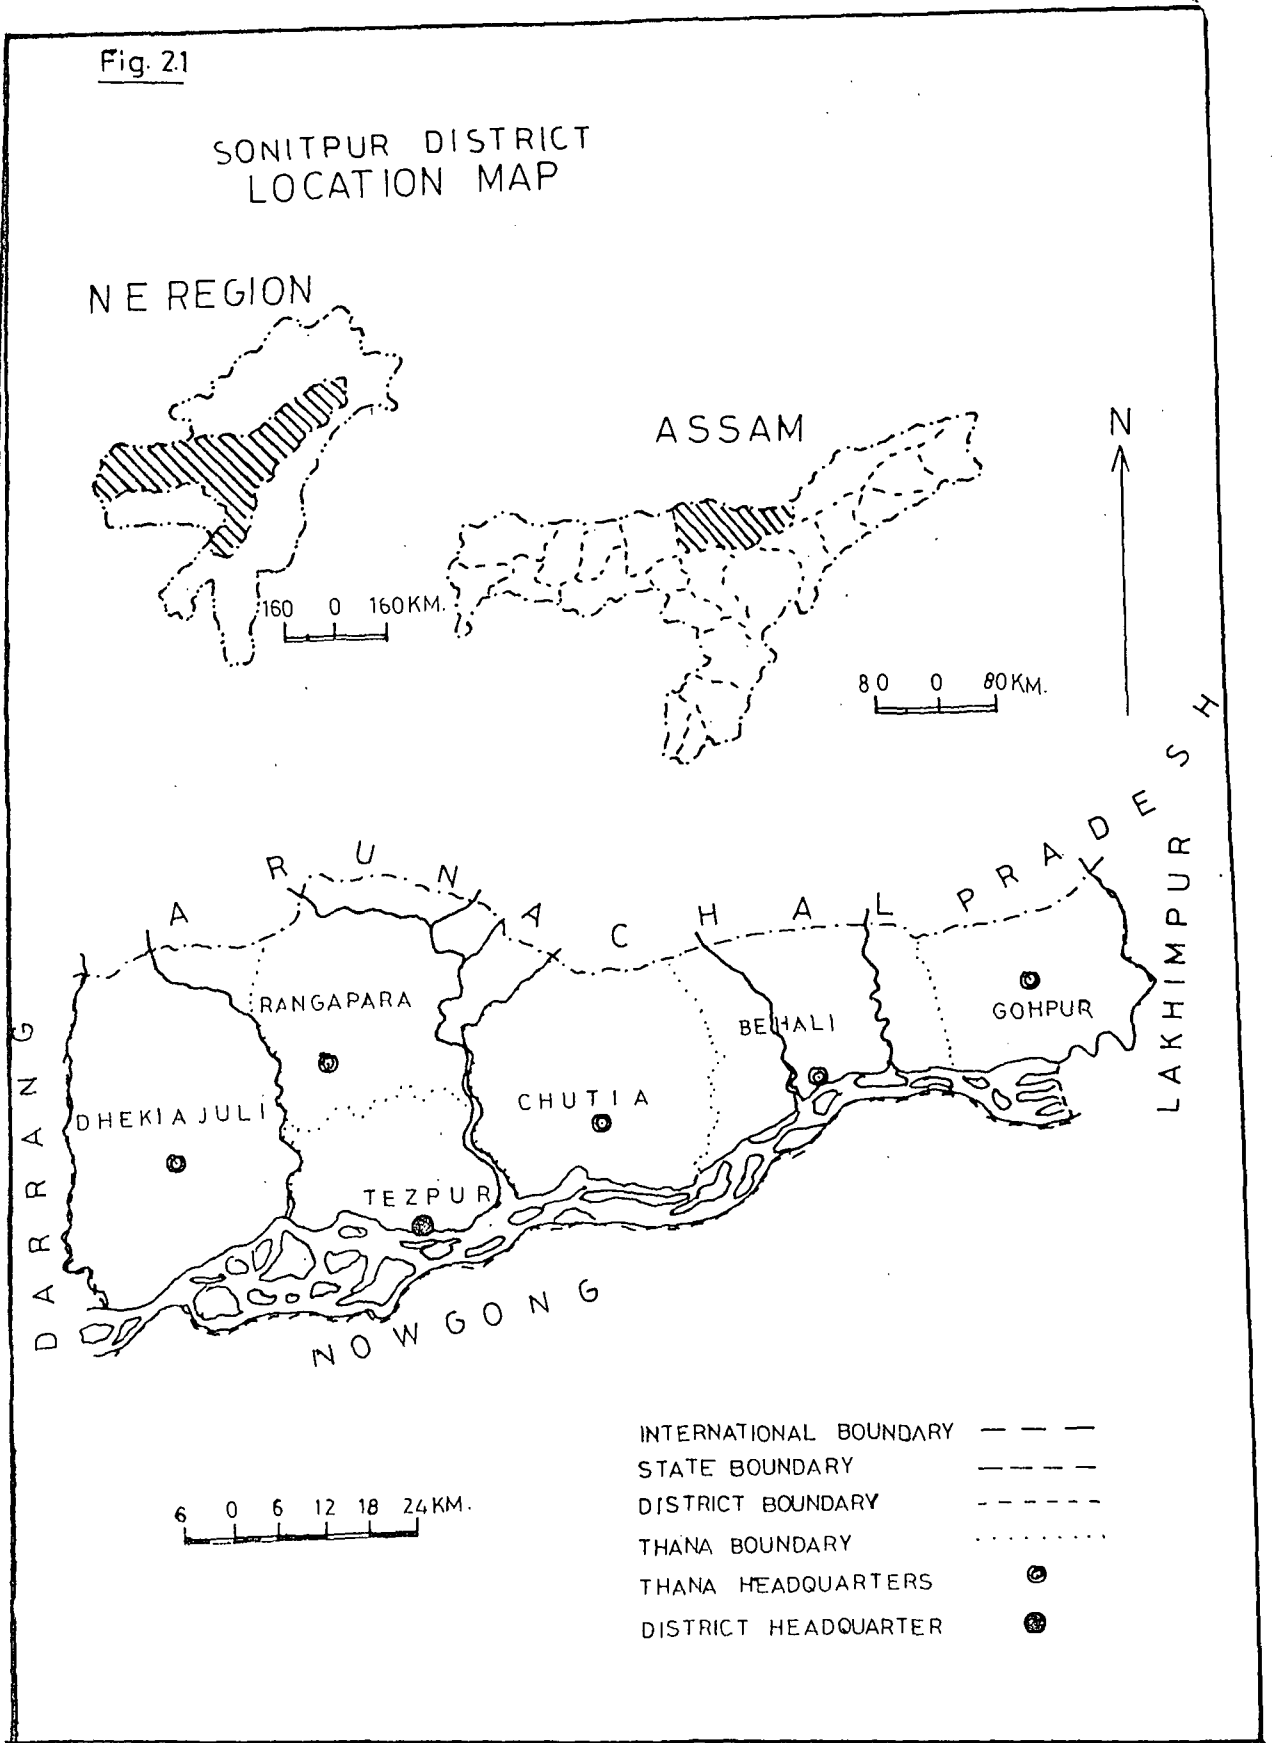 Fig. 2.1
SONITPUR DISTRICT
LOCATION MAP
NE REGION
ASSAM
N
160 0 160KM.
80 0 80KM.
ARUNACHAL PRADESH
LAKHIMPUR
DARRANG
RANGAPARA
GOHPUR
BEHALI
DHEKIAJULI
CHUTIA
TEZPUR
NOWGONG
6 0 6 12 18 24KM.
INTERNATIONAL BOUNDARY
STATE BOUNDARY
DISTRICT BOUNDARY
THANA BOUNDARY
THANA HEADQUARTERS
DISTRICT HEADQUARTER